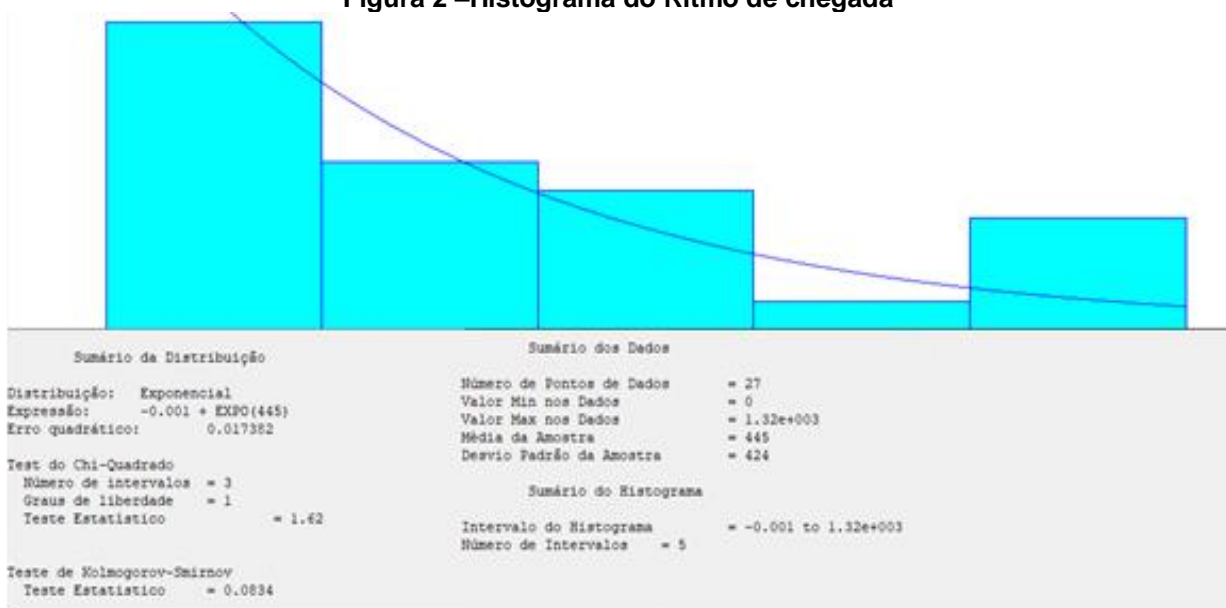 Figura 2 –Histograma do Ritmo de chegada
Sumário da Distribuição
Distribuição: Exponencial
Expressão: -0.001 + EXPO(445)
Erro quadrático: 0.017382
Test do Chi-Quadrado
Número de intervalos = 3
Graus de liberdade = 1
Teste Estatístico = 1.62
Teste de Kolmogorov-Smirnov
Teste Estatístico = 0.0834
Sumário dos Dados
Número de Pontos de Dados = 27
Valor Min nos Dados = 0
Valor Max nos Dados = 1.32e+003
Média da Amostra = 445
Desvio Padrão da Amostra = 424
Sumário do Histograma
Intervalo do Histograma = -0.001 to 1.32e+003
Número de Intervalos = 5